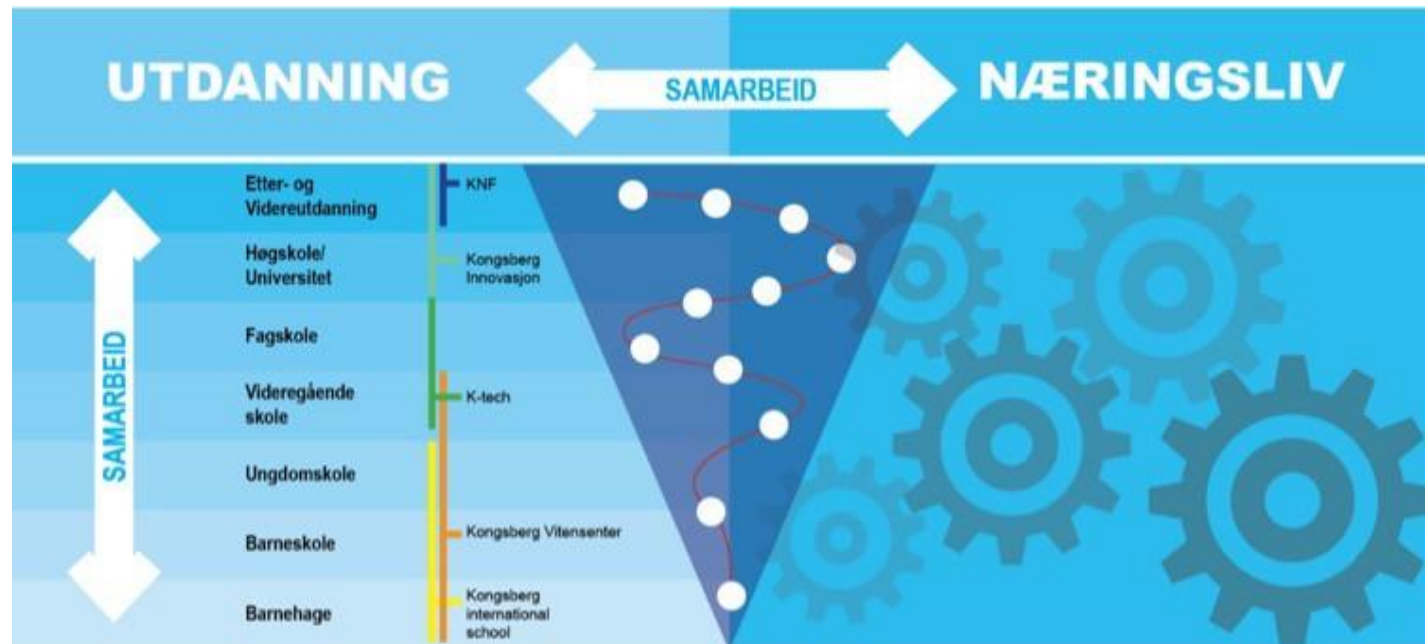 UTDANNING
SAMARBEID
NÆRINGSLIV
SAMARBEID
Etter- og
Videreutdanning
KNF
Høgskole/
Universitet
Kongsberg
Innovasjon
Fagskole
Videregående
skole
K-tech
Ungdomskole
Barneskole
Kongsberg Vitensenter
Barnehage
Kongsberg
international
school